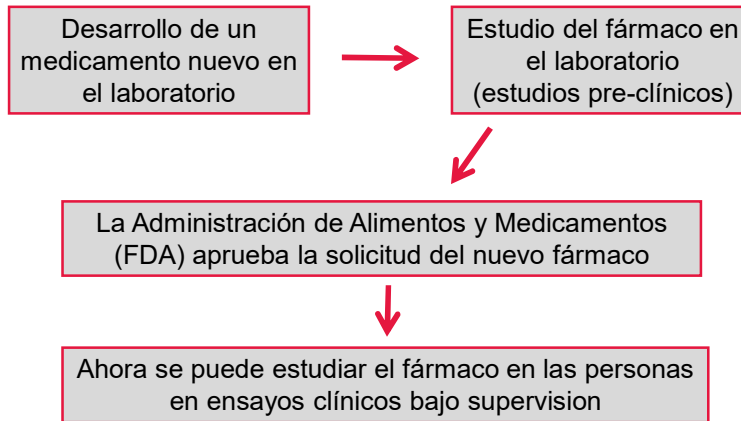 Desarrollo de un
medicamento nuevo en
el laboratorio
Estudio del fármaco en
el laboratorio
(estudios pre-clínicos)
La Administración de Alimentos y Medicamentos
(FDA) aprueba la solicitud del nuevo fármaco
Ahora se puede estudiar el fármaco en las personas
en ensayos clínicos bajo supervision